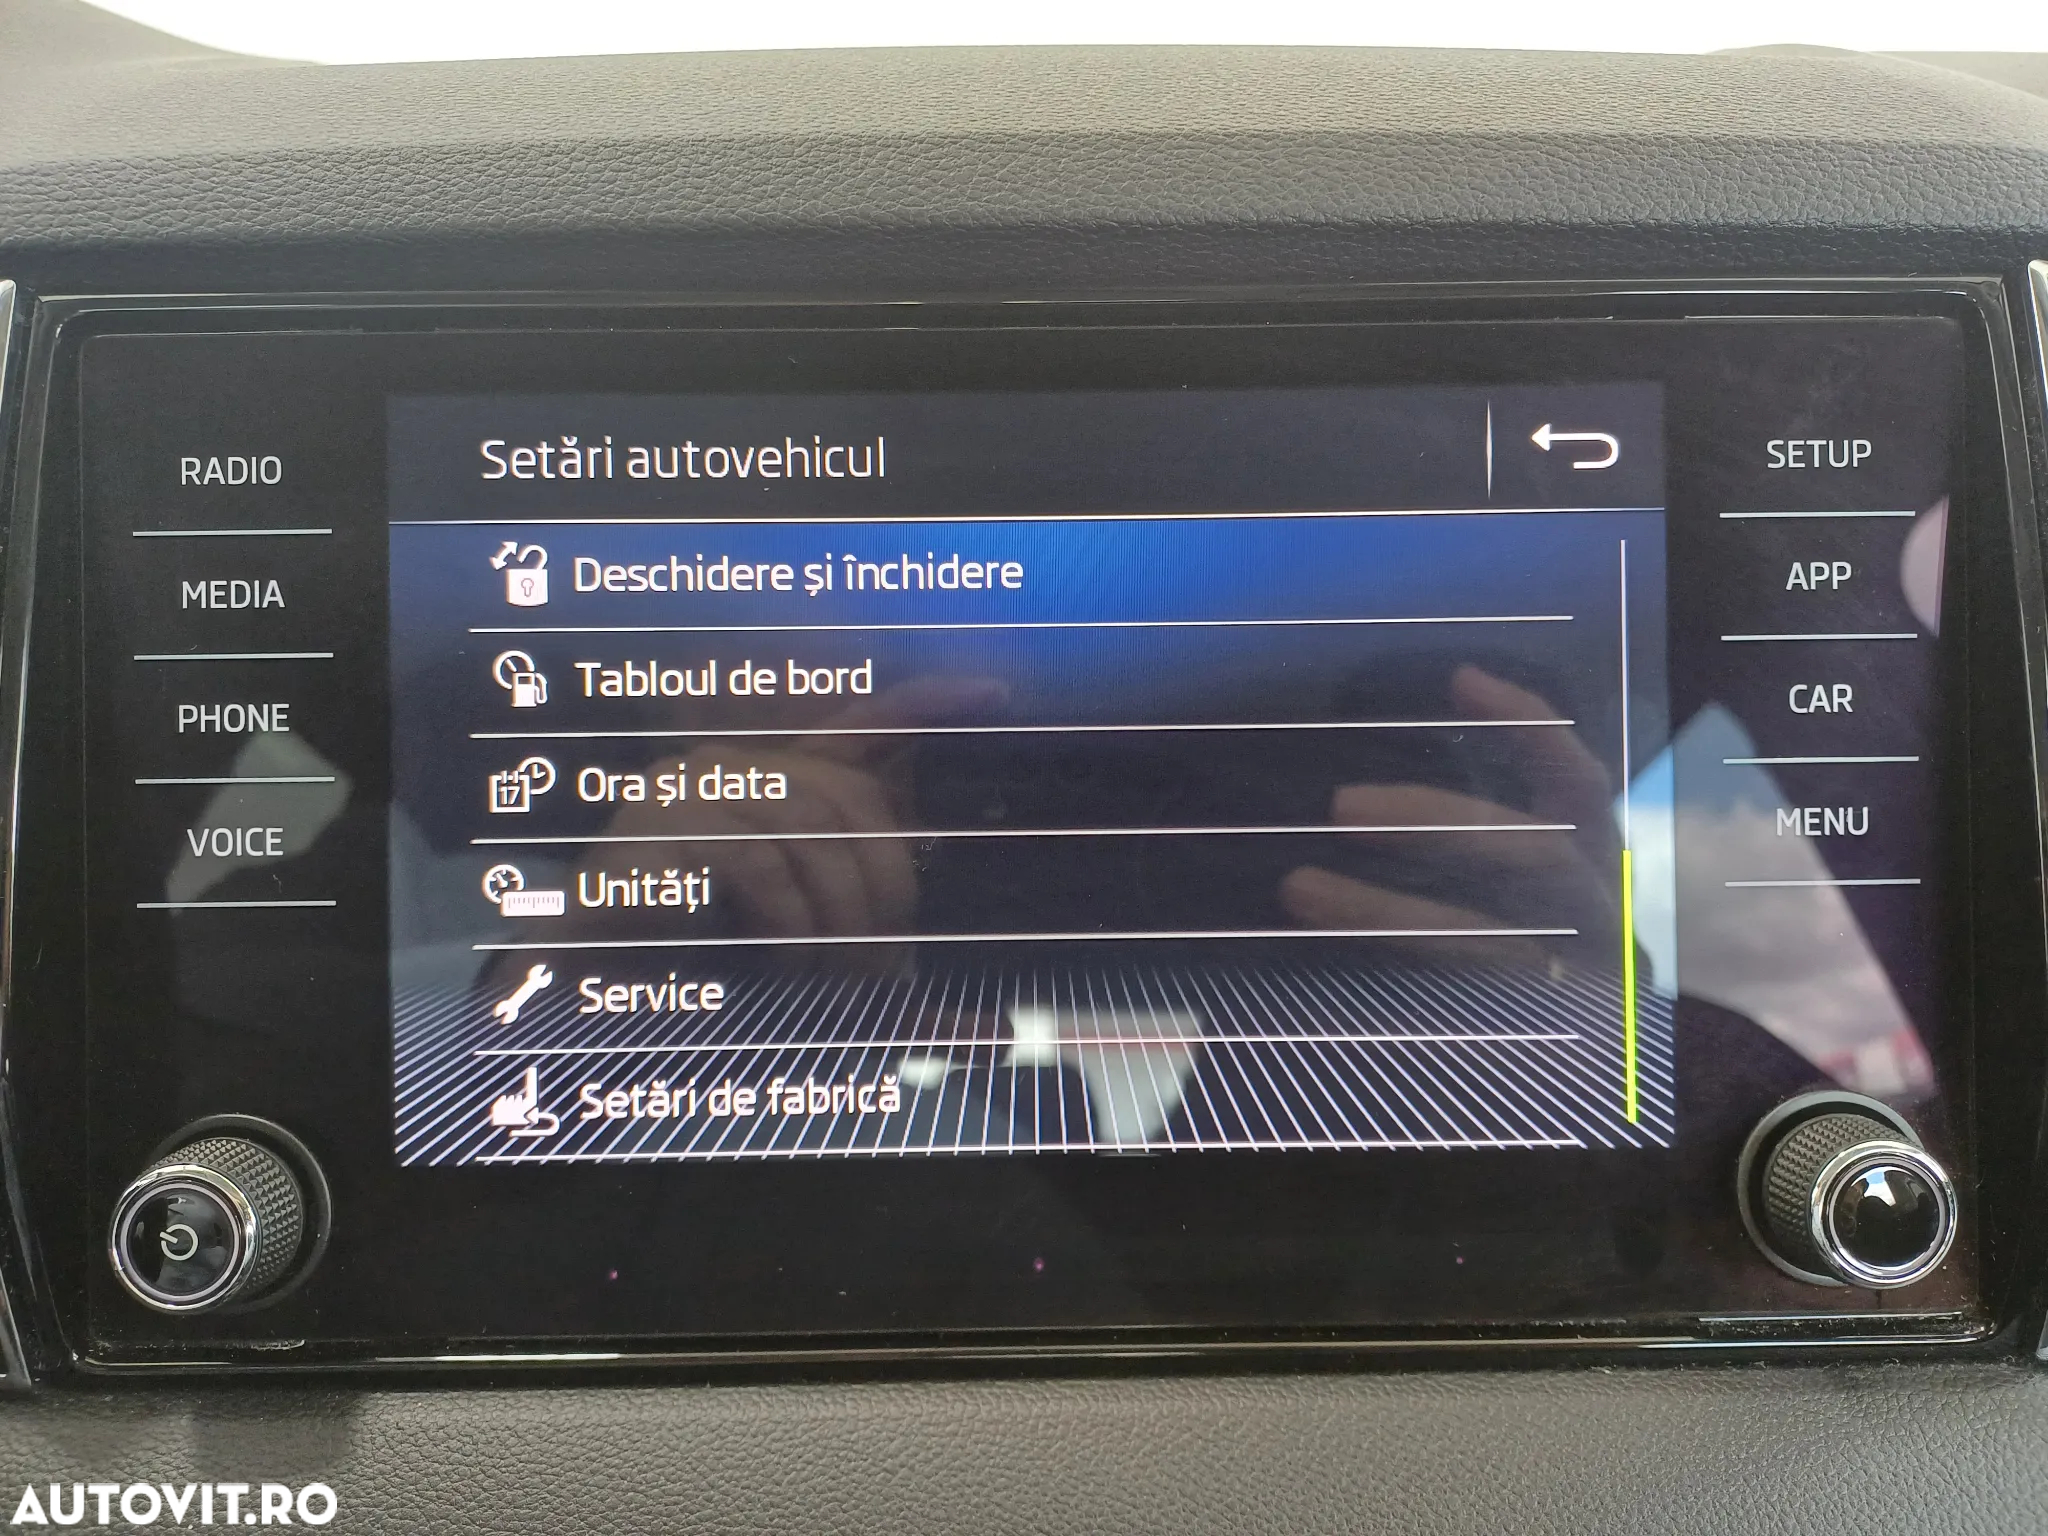 RADIO
MEDIA
PHONE
VOICE
Setări autovehicul
Deschidere și închidere
Tabloul de bord
17
Ora și data
Unități
Service
Setări de fabrică
SETUP
APP
CAR
MENU
AUTOVIT.RO